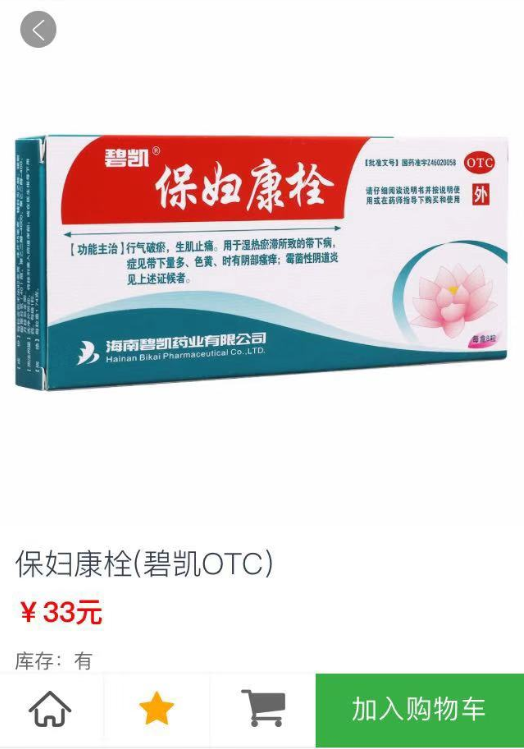 碧凯®
保妇康栓
【批准文号】国药准字Z46020058
OTC
请仔细阅读说明书并按说明使
用或在药师指导下购买和使用
外
【功能主治】行气破瘀，生肌止痛。用于湿热瘀滞所致的带下病，
症见带下量多、色黄、时有阴部瘙痒；霉菌性阴道炎
见上述证候者。
海南碧凯药业有限公司
Hainan Bikai Pharmaceutical Co.,LTD.
保妇康栓(碧凯OTC)
￥33元
库存：有
加入购物车